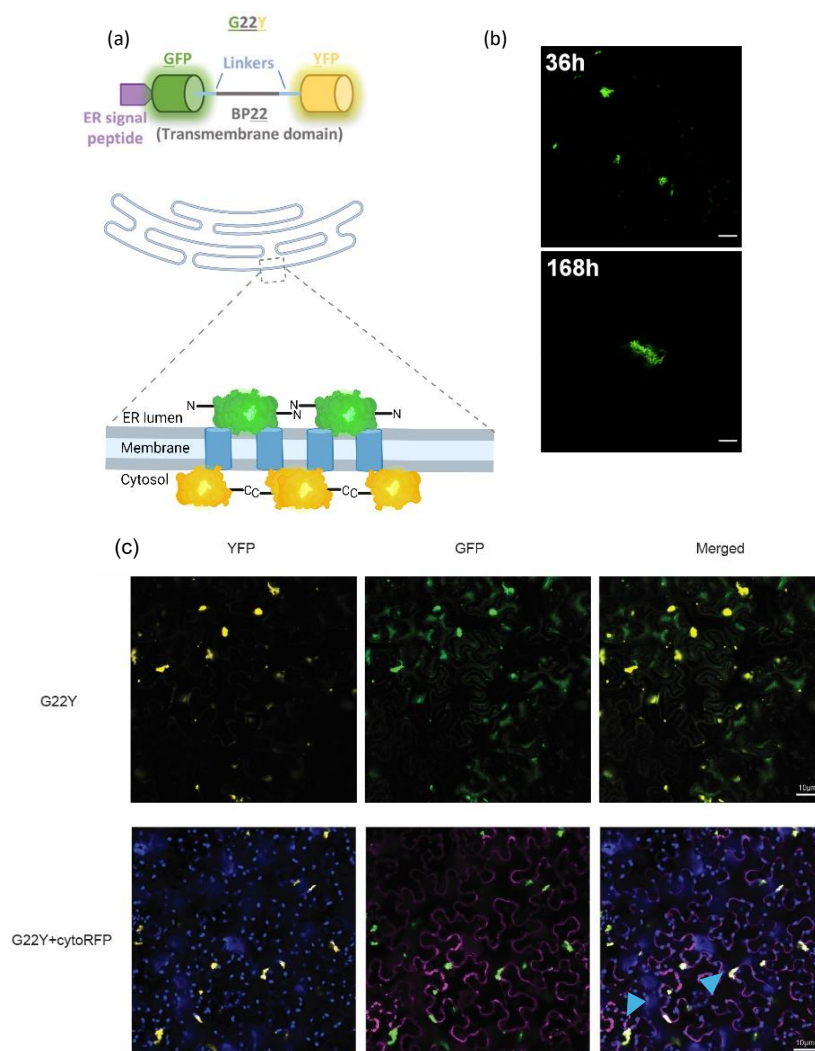 (a)
G22Y
GFP
Linkers
YFP
ER signal
peptide
BP22
(Transmembrane domain)
N
N
N
N
ER lumen
Membrane
Cytosol
C
C
C
C
(b)
36h
168h
(c)
YFP
GFP
Merged
G22Y
10µm
G22Y+cytoRFP
10µm